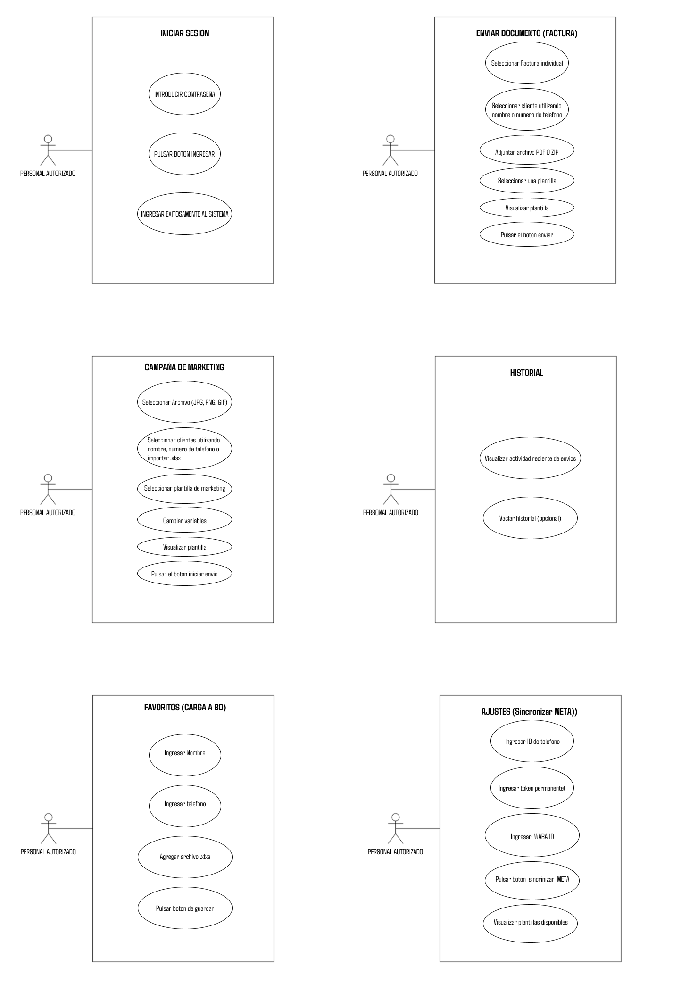 INICIAR SESION
INTRODUCIR CONTRASEÑA
PULSAR BOTON INGRESAR
INGRESAR EXITOSAMENTE AL SISTEMA
PERSONAL AUTORIZADO
ENVIAR DOCUMENTO (FACTURA)
Seleccionar Factura individual
Seleccionar cliente utilizando
nombre o numero de telefono
Adjuntar archivo PDF O ZIP
Seleccionar una plantilla
Visualizar plantilla
Pulsar el boton enviar
PERSONAL AUTORIZADO
CAMPAÑA DE MARKETING
Seleccionar Archivo (JPG, PNG, GIF)
Seleccionar clientes utilizando
nombre, numero de telefono o
importar .xlsx
Seleccionar plantilla de marketing
Cambiar variables
Visualizar plantilla
Pulsar el boton iniciar envio
PERSONAL AUTORIZADO
HISTORIAL
Visualizar actividad reciente de envios
Vaciar historial (opcional)
PERSONAL AUTORIZADO
FAVORITOS (CARGA A BD)
Ingresar Nombre
Ingresar telefono
Agregar archivo .xlxs
Pulsar boton de guardar
PERSONAL AUTORIZADO
AJUSTES (Sincronizar META))
Ingresar ID de telefono
Ingresar token permanentet
Ingresar WABA ID
Pulsar boton sincrinizar META
Visualizar plantillas disponibles
PERSONAL AUTORIZADO